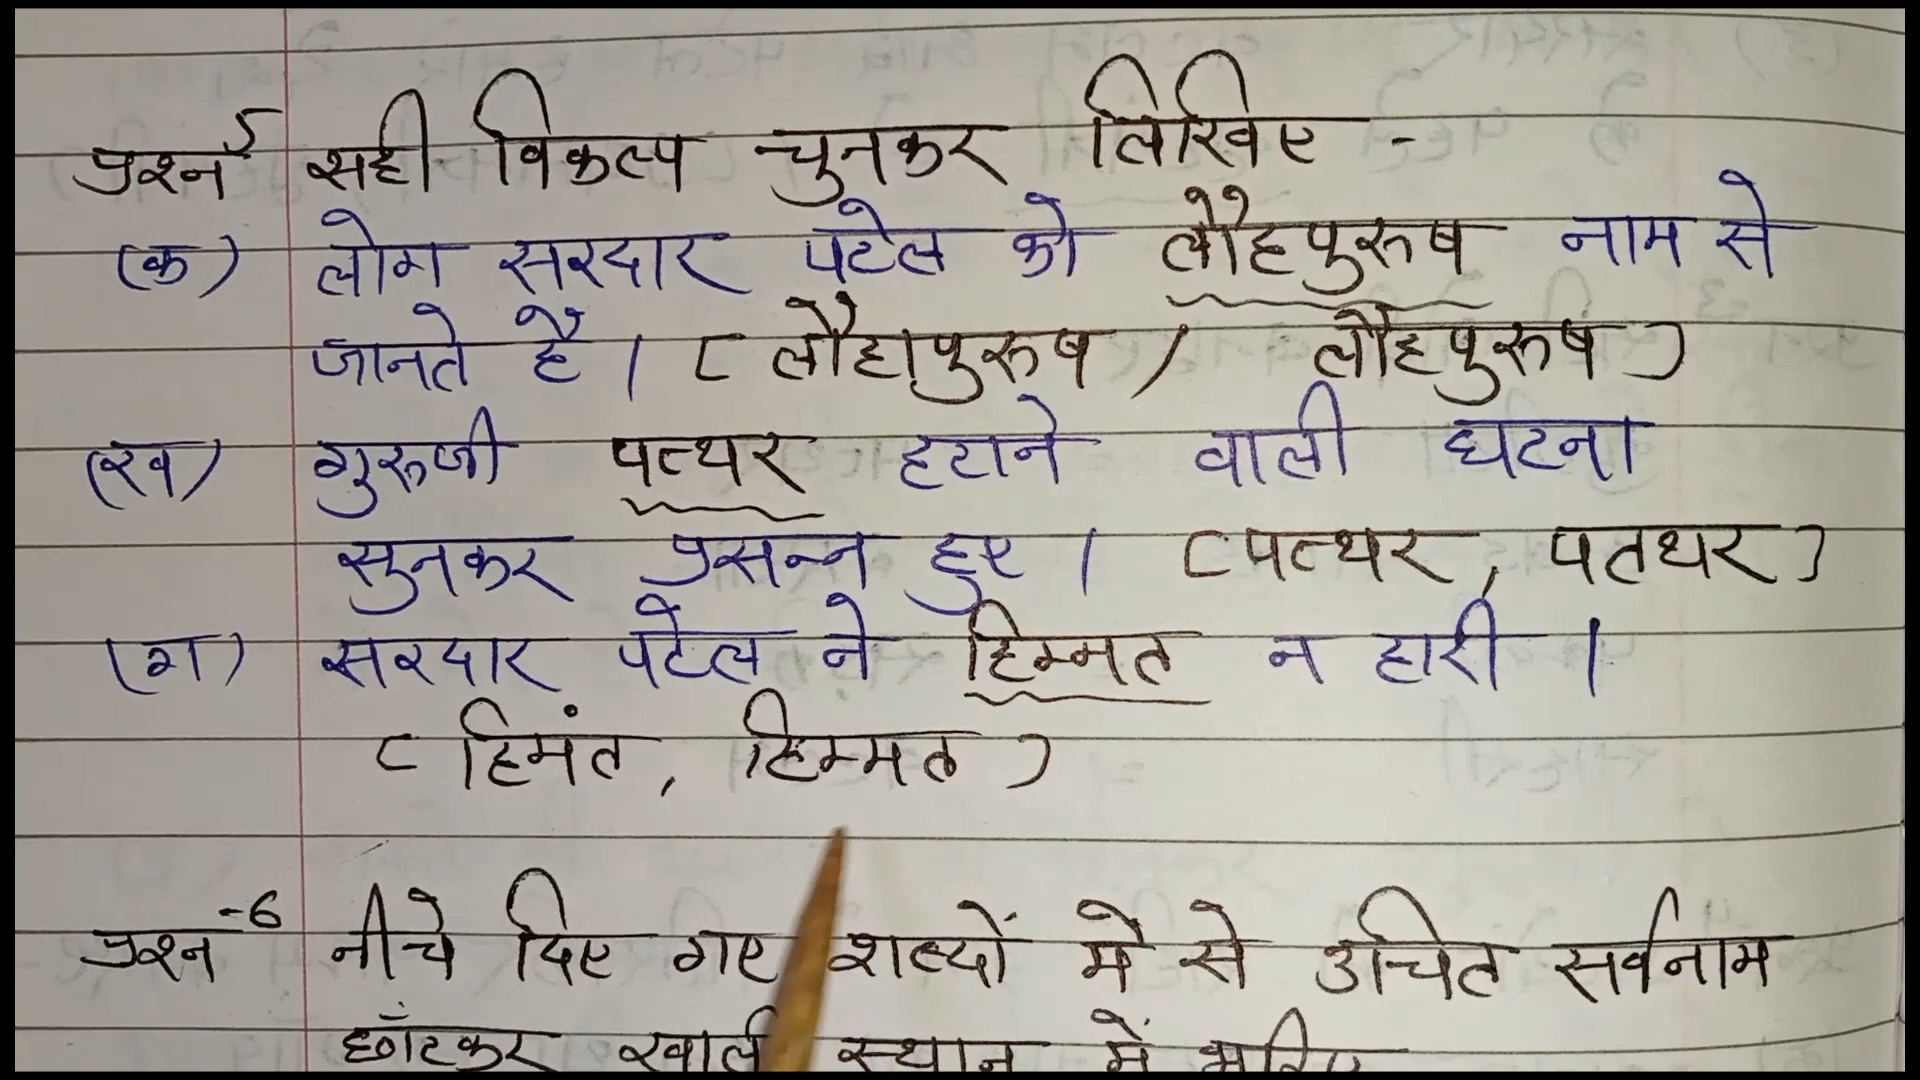 प्रश्न 5 सही विकल्प चुनकर लिखिए -
(क) लोग सरदार पटेल को लौहपुरुष नाम से
जानते है। (लौहापुरुष / लौहपुरुष)
(ख) गुरुजी पत्थर हटाने वाली घटना
सुनकर प्रसन्न हुए। (पत्थर, पतथर)
(ग) सरदार पटेल ने हिम्मत न हारी।
(हिमंत, हिम्मत)
प्रश्न -6 नीचे दिए गए शब्दों में से उचित सर्वनाम
छाँटकर खाली स्थान में भरिए